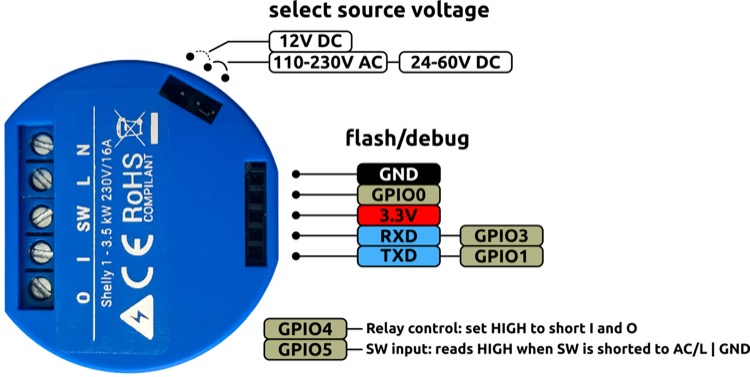 select source voltage
12V DC
110-230V AC 24-60V DC
flash/debug
GND
GPIO0
3.3V
RXD GPIO3
TXD GPIO1
GPIO4 Relay control: set HIGH to short I and O
GPIO5 SW input: reads HIGH when SW is shorted to AC/L | GND
O I SW L N
Shelly 1 - 3.5 kW 230V/16A
CE RoHS
COMPILANT